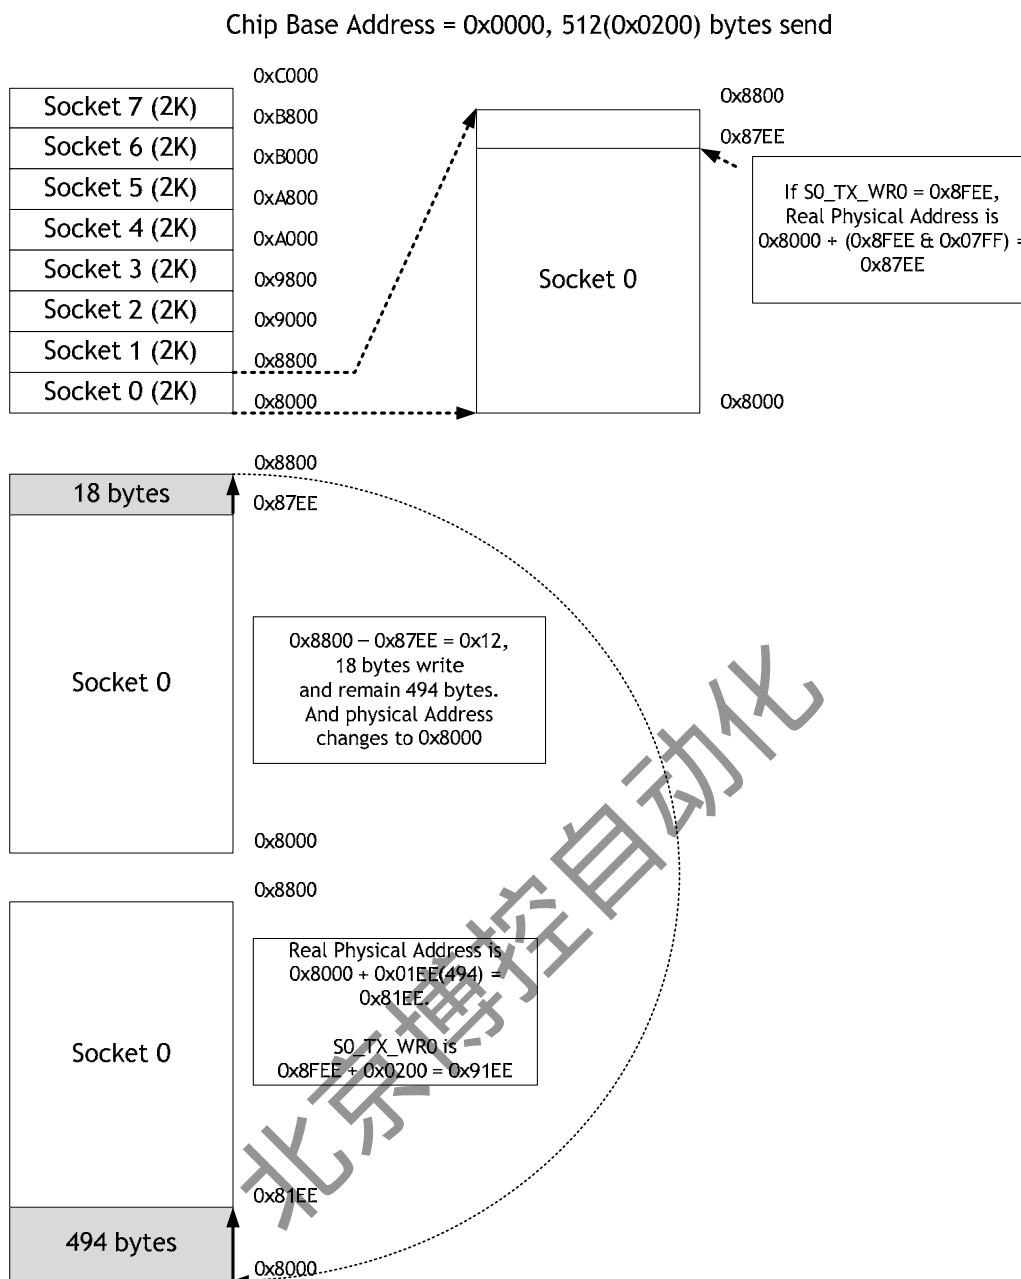 Chip Base Address = 0x0000, 512(0x0200) bytes send
0xC000
Socket 7 (2K)
0xB800
Socket 6 (2K)
0xB000
Socket 5 (2K)
0xA800
Socket 4 (2K)
0xA000
Socket 3 (2K)
0x9800
Socket 2 (2K)
0x9000
Socket 1 (2K)
0x8800
Socket 0 (2K)
0x8000
0x8800
0x87EE
Socket 0
0x8000
If S0_TX_WR0 = 0x8FEE,
Real Physical Address is
0x8000 + (0x8FEE & 0x07FF) =
0x87EE
0x8800
18 bytes
0x87EE
Socket 0
0x8800 – 0x87EE = 0x12,
18 bytes write
and remain 494 bytes.
And physical Address
changes to 0x8000
0x8000
0x8800
Socket 0
Real Physical Address is
0x8000 + 0x01EE(494) =
0x81EE.
S0_TX_WR0 is
0x8FEE + 0x0200 = 0x91EE
0x81EE
494 bytes
0x8000
北京博控自动化